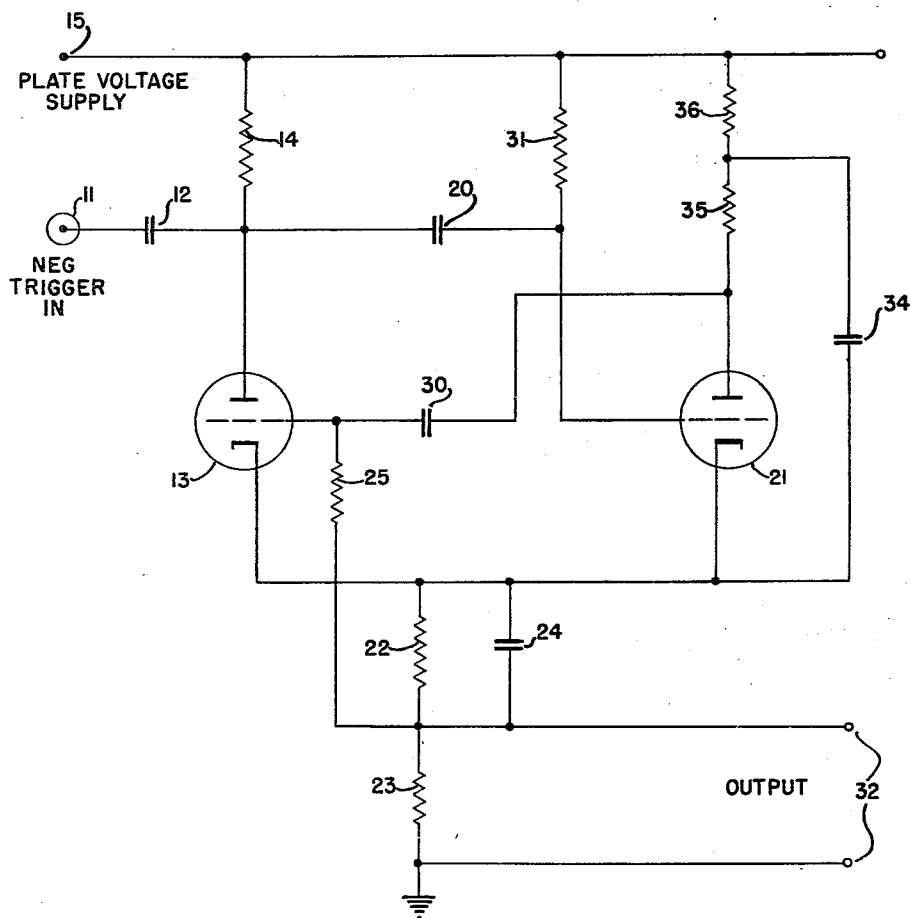 15
PLATE VOLTAGE
SUPPLY
14
31
36
11
12
20
35
NEG
TRIGGER
IN
34
30
13
25
21
22
24
23
OUTPUT
32